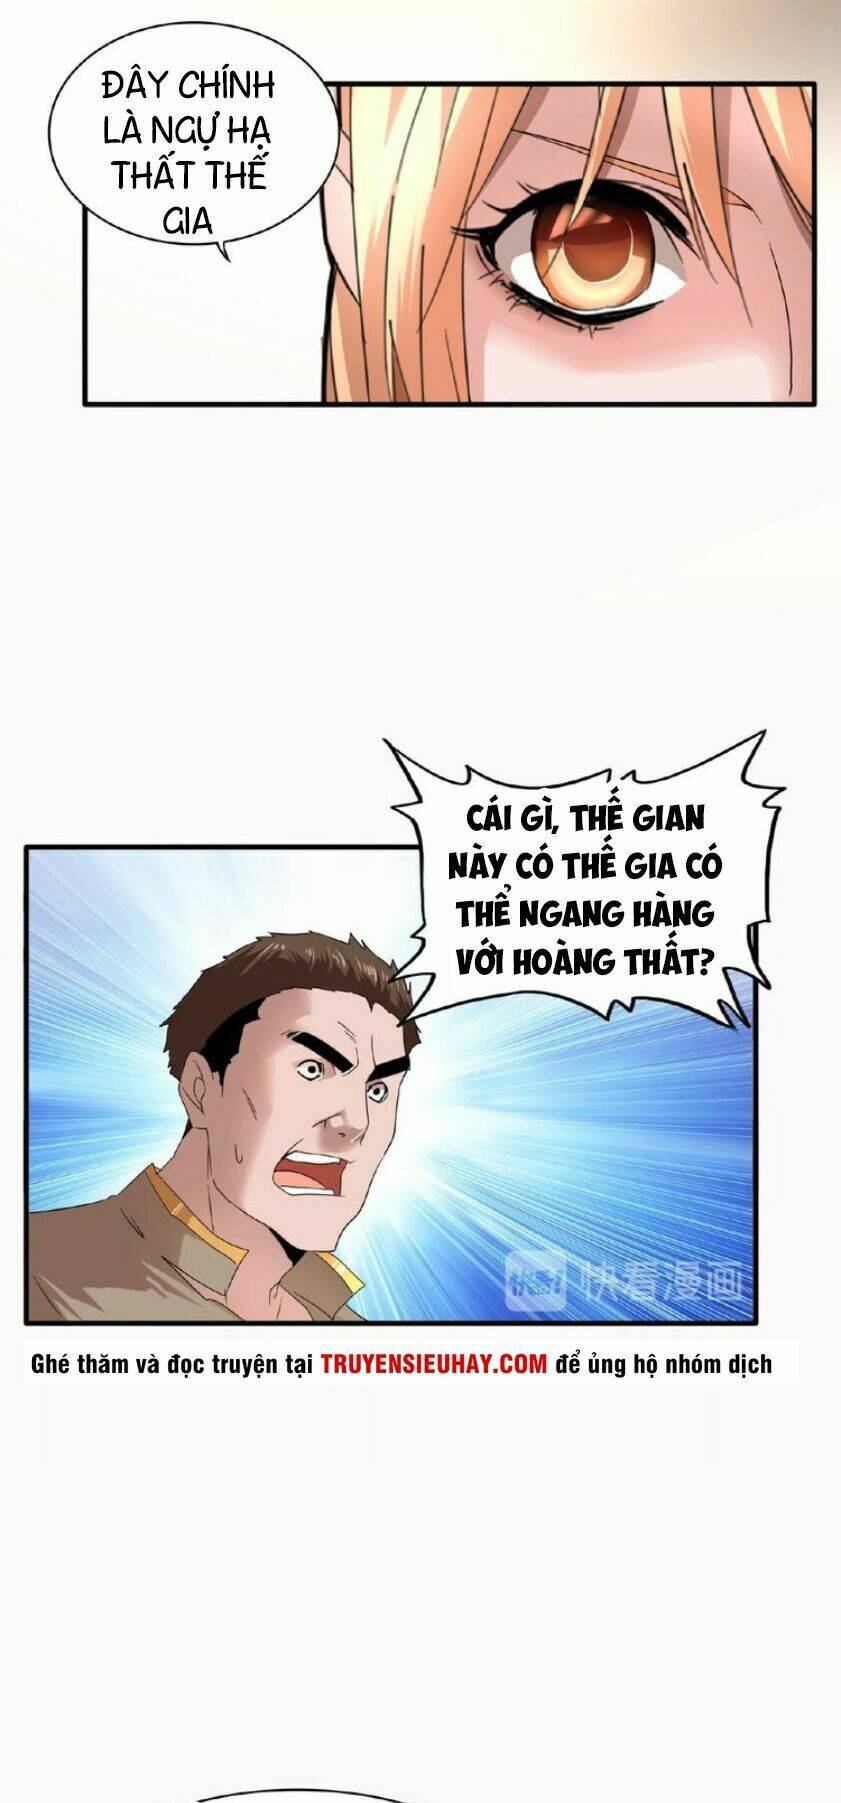 ĐÂY CHÍNH
LÀ NGỰ HẠ
THẤT THẾ
GIA
CÁI GÌ, THẾ GIAN
NÀY CÓ THẾ GIA CÓ
THỂ NGANG HÀNG
VỚI HOÀNG THẤT?
快看漫画
Ghé thăm và đọc truyện tại TRUYENSIEUHAY.COM để ủng hộ nhóm dịch